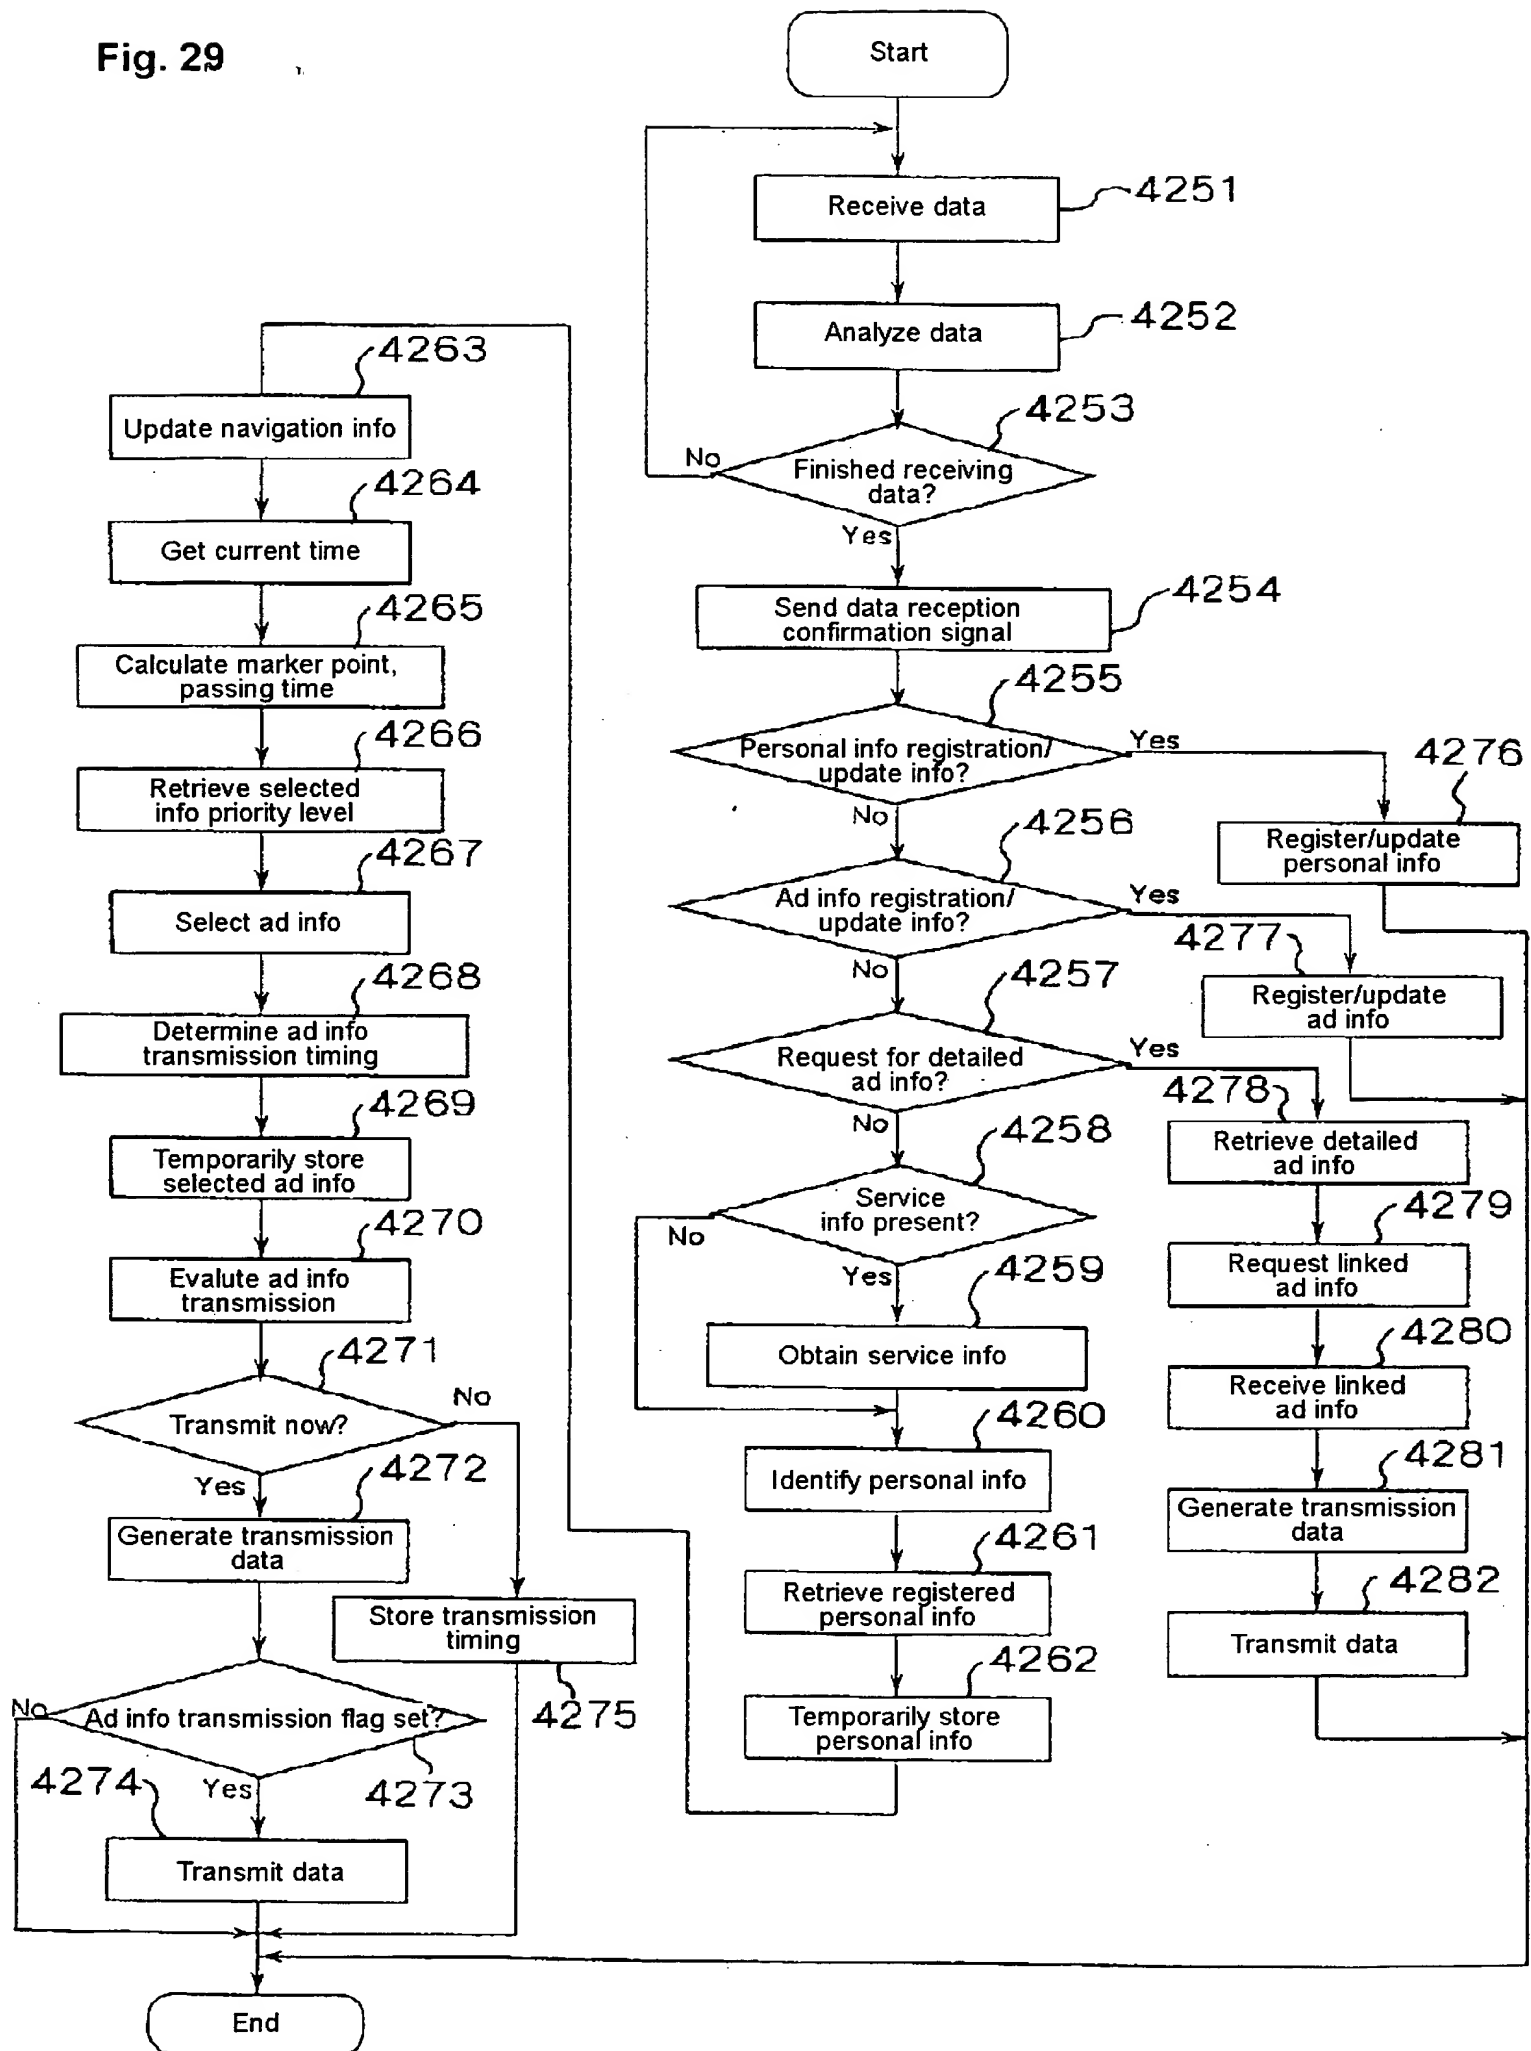 Fig. 29
Start
Receive data
4251
Analyze data
4252
4253
Finished receiving
data?
No
Yes
Send data reception
confirmation signal
4254
4255
Personal info registration/
update info?
Yes
No
4276
Register/update
personal info
4256
Ad info registration/
update info?
Yes
No
4277
Register/update
ad info
4257
Request for detailed
ad info?
Yes
No
4278
Retrieve detailed
ad info
4279
Request linked
ad info
4280
Receive linked
ad info
4281
Generate transmission
data
4282
Transmit data
4258
Service
info present?
No
Yes
4259
Obtain service info
4260
Identify personal info
4261
Retrieve registered
personal info
4262
Temporarily store
personal info
4263
Update navigation info
4264
Get current time
4265
Calculate marker point,
passing time
4266
Retrieve selected
info priority level
4267
Select ad info
4268
Determine ad info
transmission timing
4269
Temporarily store
selected ad info
4270
Evalute ad info
transmission
4271
Transmit now?
No
Yes
4272
Generate transmission
data
Store transmission
timing
4275
No
Ad info transmission flag set?
4273
Yes
4274
Transmit data
End